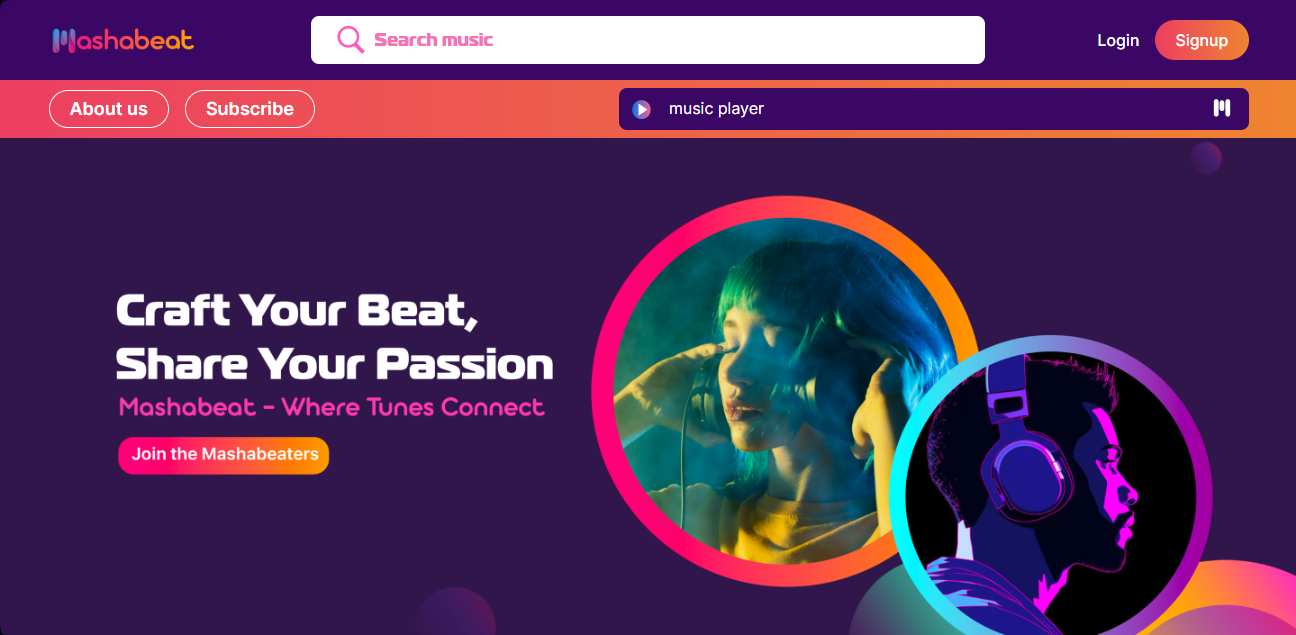 Mashabeat
Search music
Login
Signup
About us
Subscribe
music player
Craft Your Beat,
Share Your Passion
Mashabeat - Where Tunes Connect
Join the Mashabeaters